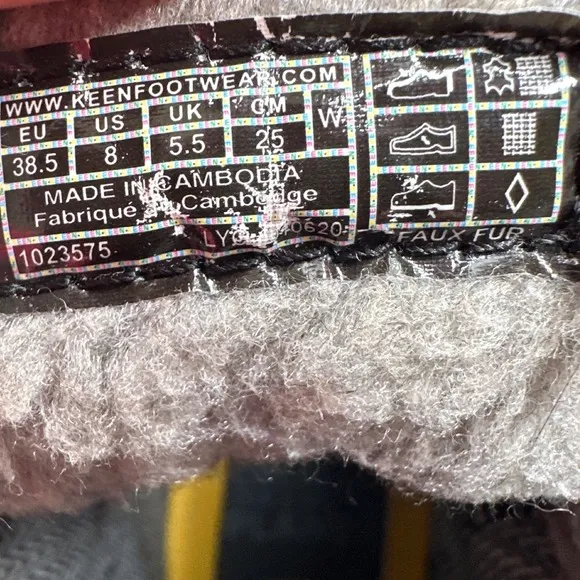 WWW.KEENFOOTWEAR.COM
EU US UK CM W
38.5 8 5.5 25
MADE IN CAMBODIA
Fabriqué Cambodge
1023575 0620
FAUX FUR